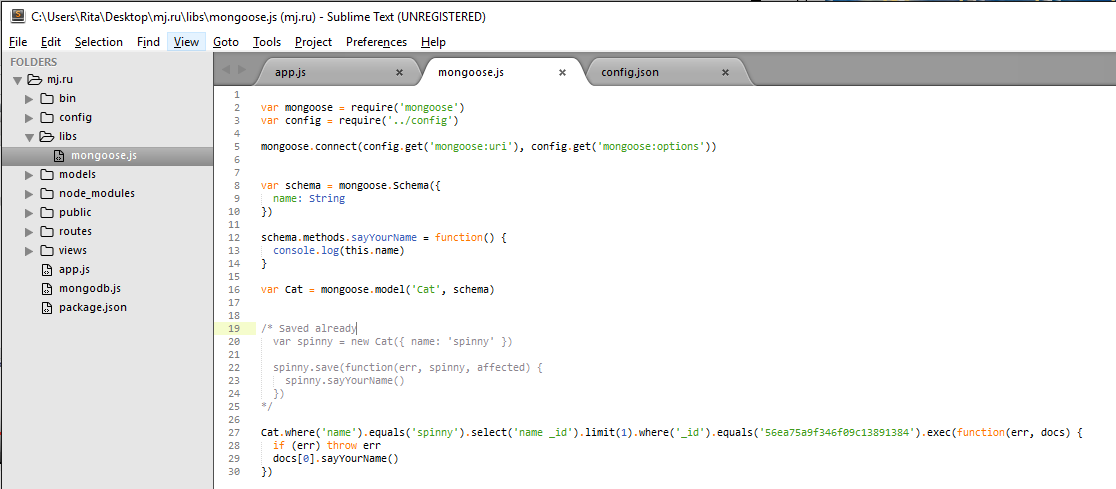 C:\Users\Rita\Desktop\mj.ru\libs\mongoose.js (mj.ru) - Sublime Text (UNREGISTERED)
File Edit Selection Find View Goto Tools Project Preferences Help
FOLDERS
mj.ru
bin
config
libs
mongoose.js
models
node_modules
public
routes
views
app.js
mongodb.js
package.json
app.js × mongoose.js × config.json ×
1
2 var mongoose = require('mongoose')
3 var config = require('../config')
4
5 mongoose.connect(config.get('mongoose:uri'), config.get('mongoose:options'))
6
7
8 var schema = mongoose.Schema({
9   name: String
10 })
11
12 schema.methods.sayYourName = function() {
13   console.log(this.name)
14 }
15
16 var Cat = mongoose.model('Cat', schema)
17
18
19 /* Saved already
20   var spinny = new Cat({ name: 'spinny' })
21
22   spinny.save(function(err, spinny, affected) {
23     spinny.sayYourName()
24   })
25 */
26
27 Cat.where('name').equals('spinny').select('name _id').limit(1).where('_id').equals('56ea75a9f346f09c13891384').exec(function(err, docs) {
28   if (err) throw err
29   docs[0].sayYourName()
30 })